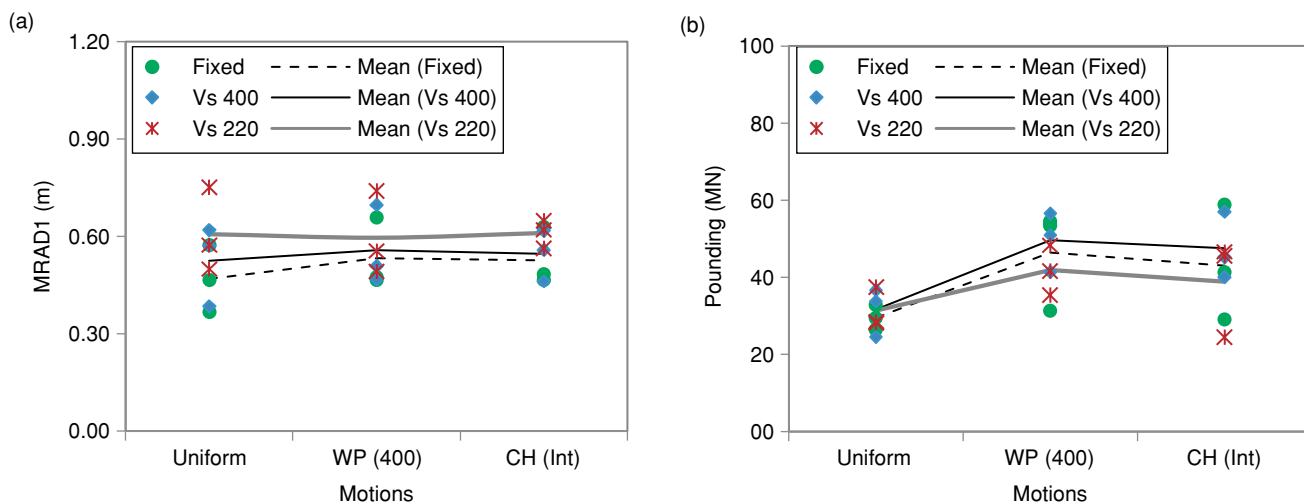 (a)
1.20
0.90
0.60
0.30
0.00
MRAD1 (m)
Fixed Mean (Fixed)
Vs 400 Mean (Vs 400)
Vs 220 Mean (Vs 220)
Uniform WP (400) CH (Int)
Motions
(b)
100
80
60
40
20
00
Pounding (MN)
Fixed Mean (Fixed)
Vs 400 Mean (Vs 400)
Vs 220 Mean (Vs 220)
Uniform WP (400) CH (Int)
Motions